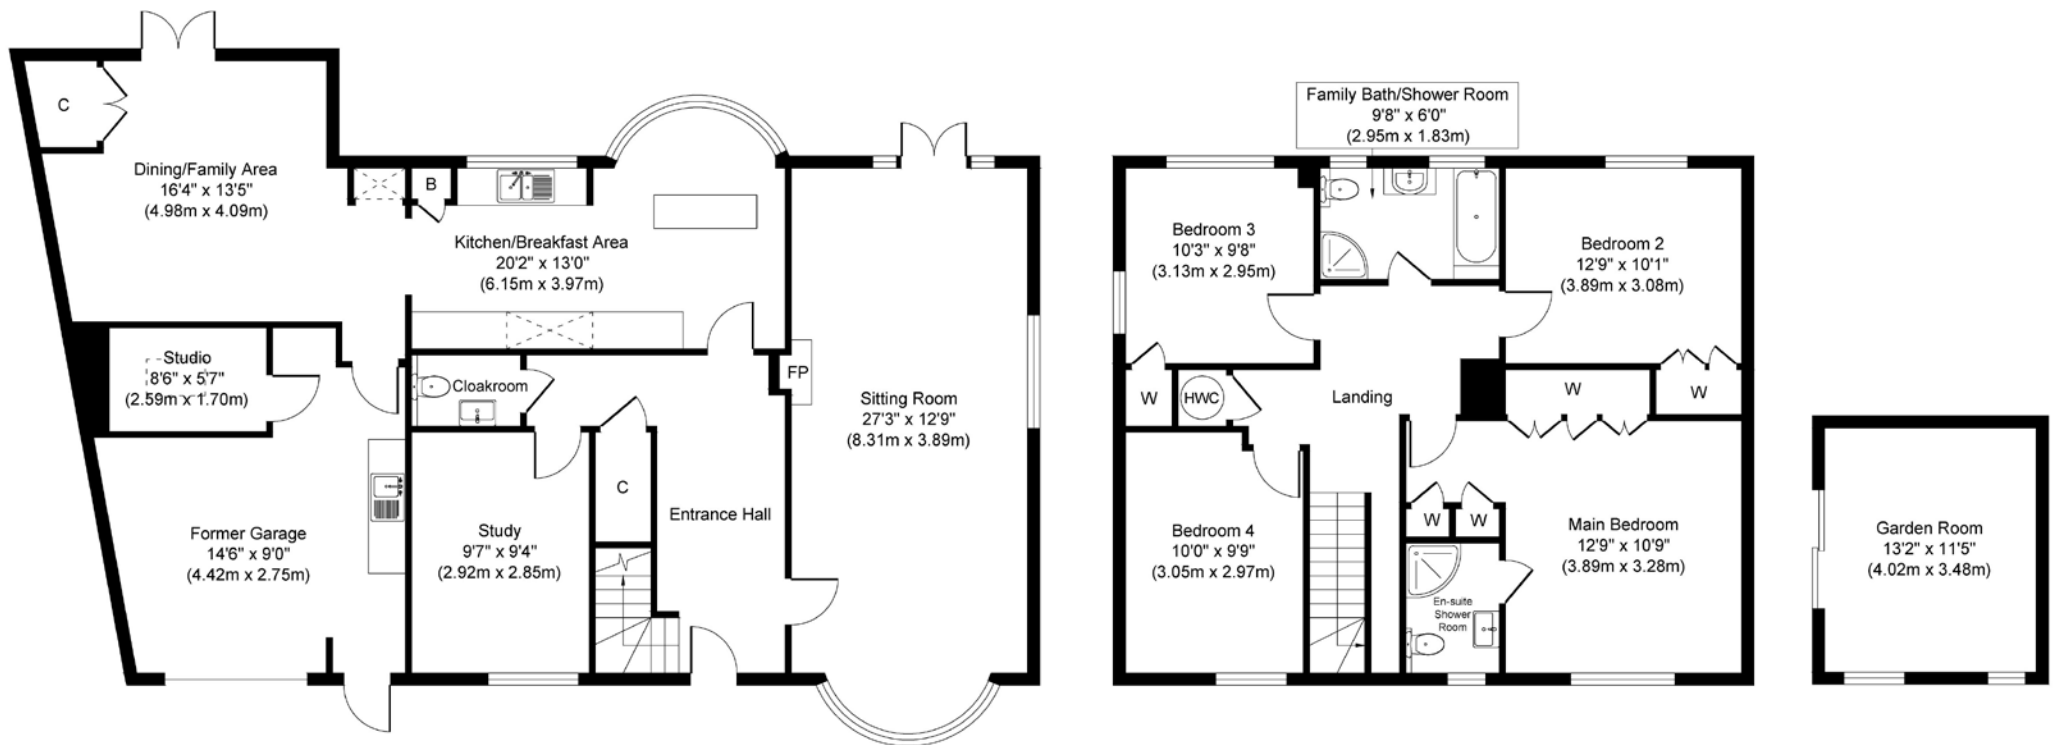 C
Dining/Family Area
16'4" x 13'5"
(4.98m x 4.09m)
B
Kitchen/Breakfast Area
20'2" x 13'0"
(6.15m x 3.97m)
Studio
8'6" x 5'7"
(2.59m x 1.70m)
Cloakroom
FP
Sitting Room
27'3" x 12'9"
(8.31m x 3.89m)
Former Garage
14'6" x 9'0"
(4.42m x 2.75m)
Study
9'7" x 9'4"
(2.92m x 2.85m)
C
Entrance Hall
Family Bath/Shower Room
9'8" x 6'0"
(2.95m x 1.83m)
Bedroom 3
10'3" x 9'8"
(3.13m x 2.95m)
Bedroom 2
12'9" x 10'1"
(3.89m x 3.08m)
W
HWC
Landing
W
W
Bedroom 4
10'0" x 9'9"
(3.05m x 2.97m)
W
W
Main Bedroom
12'9" x 10'9"
(3.89m x 3.28m)
En-suite
Shower
Room
Garden Room
13'2" x 11'5"
(4.02m x 3.48m)